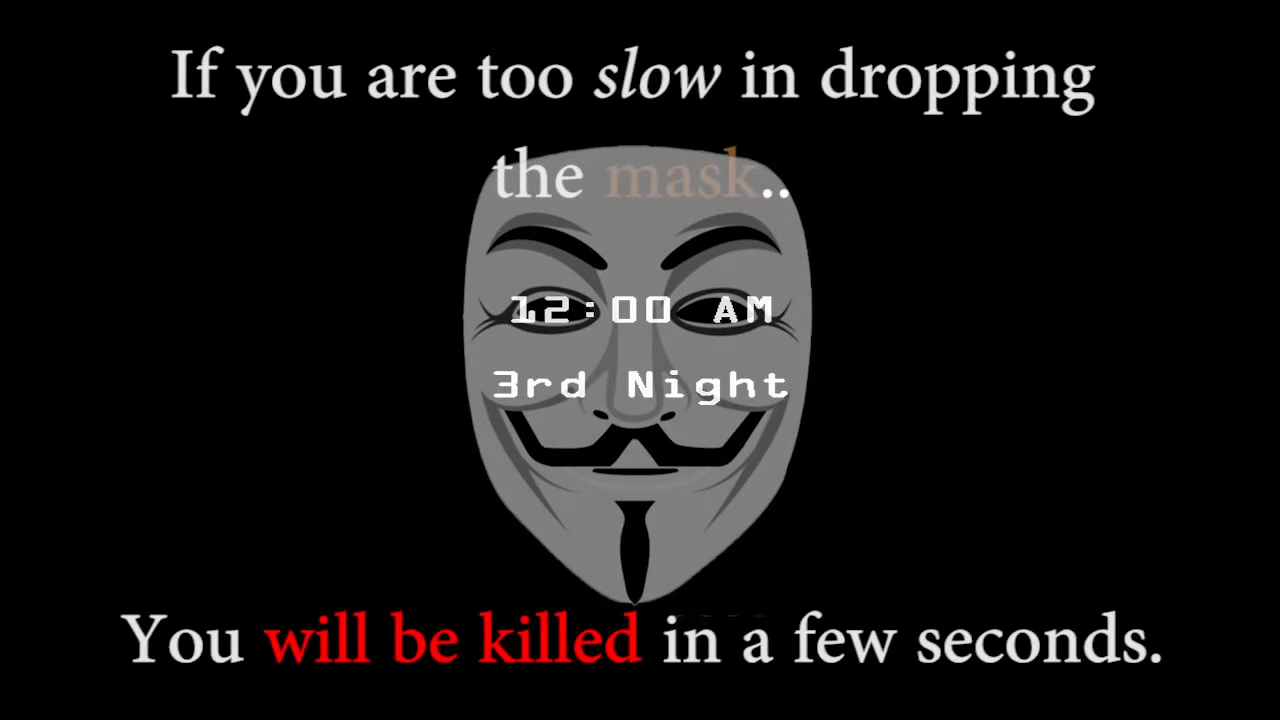 If you are too slow in dropping
the mask..
12:00 AM
3rd Night
You will be killed in a few seconds.